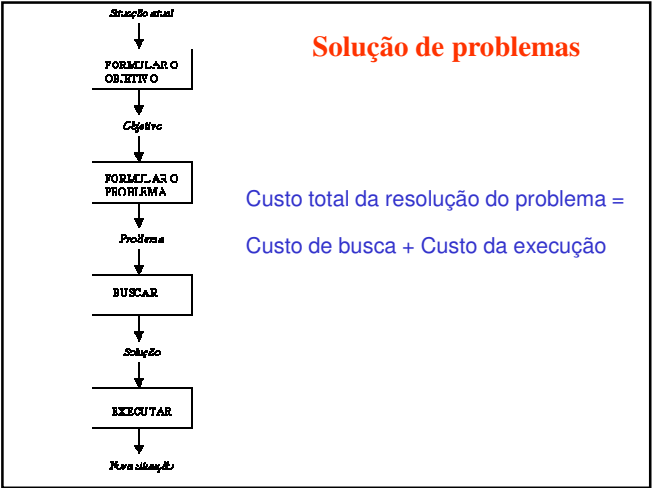 Situação atual
Solução de problemas
FORMULAR O
OBJETIVO
Objetivo
FORMULAR O
PROBLEMA
Custo total da resolução do problema =
Problema
Custo de busca + Custo da execução
BUSCAR
Solução
EXECUTAR
Nova situação